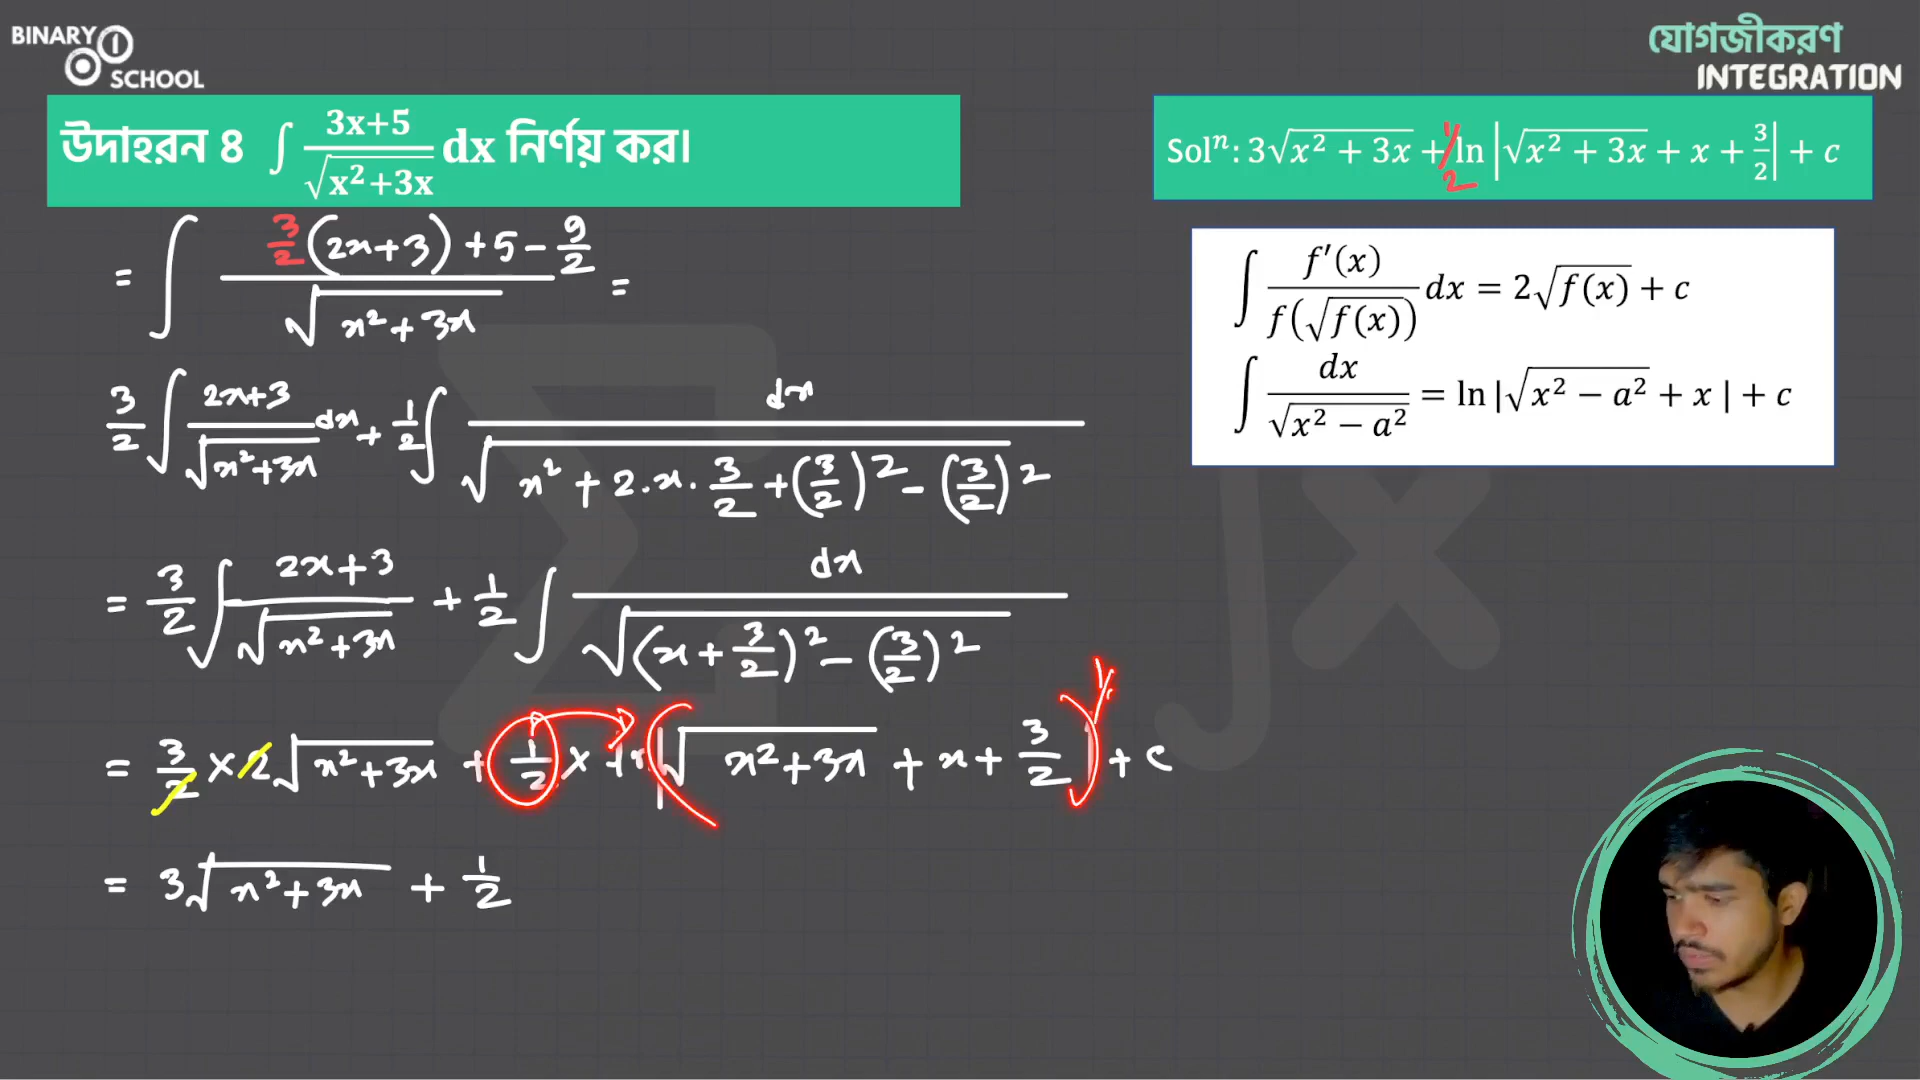 BINARY SCHOOL
যোগজীকরণ
INTEGRATION
উদাহরন ৪ ∫ (3x+5)/√(x²+3x) dx নির্ণয় কর।
Solⁿ: 3√(x² + 3x) + 1/2 ln |√(x² + 3x) + x + 3/2| + c
= ∫ (3/2 (2x+3) + 5 - 9/2)/√(x²+3x) =
∫ f′(x)/f(√f(x)) dx = 2√f(x) + c
∫ dx/√(x² − a²) = ln |√(x² − a²) + x | + c
3/2 ∫ (2x+3)/√(x²+3x) dx + 1/2 ∫ dx/√(x² + 2.x. 3/2 + (3/2)² - (3/2)²)
= 3/2 ∫ (2x+3)/√(x²+3x) + 1/2 ∫ dx/√((x + 3/2)² - (3/2)²)
= 3/2 × 2√(x²+3x) + 1/2 × ln |(√(x²+3x) + x + 3/2)| + c
= 3√(x²+3x) + 1/2